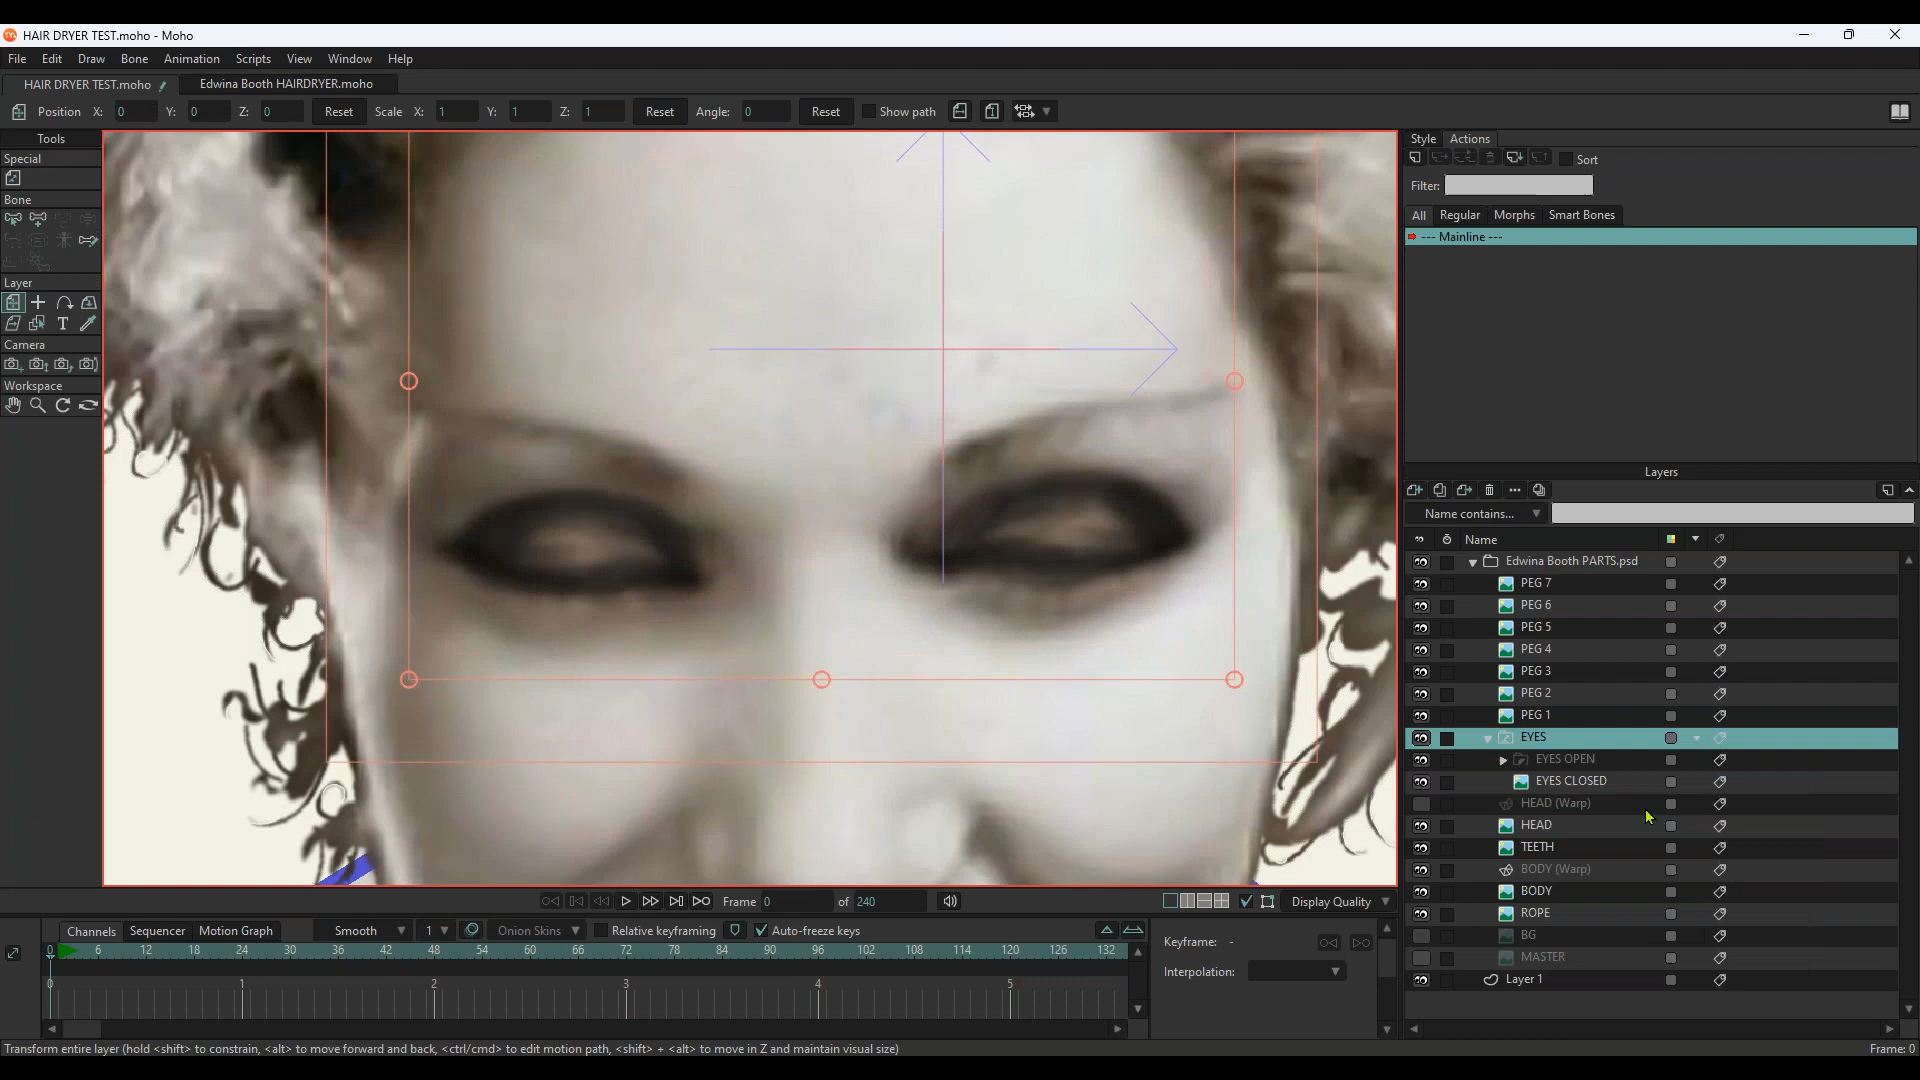 HAIR DRYER TEST.moho - Moho
File Edit Draw Bone Animation Scripts View Window Help
HAIR DRYER TEST.moho Edwina Booth HAIRDRYER.moho
Position X: 0 Y: 0 Z: 0 Reset Scale X: 1 Y: 1 Z: 1 Reset Angle: 0 Reset Show path
Tools
Special
Bone
Layer
Camera
Workspace
Style Actions
Sort
Filter:
All Regular Morphs Smart Bones
--- Mainline ---
Layers
Name contains...
Name
Edwina Booth PARTS.psd
PEG 7
PEG 6
PEG 5
PEG 4
PEG 3
PEG 2
PEG 1
EYES
EYES OPEN
EYES CLOSED
HEAD (Warp)
HEAD
TEETH
BODY (Warp)
BODY
ROPE
BG
MASTER
Layer 1
Frame 0 of 240 Display Quality
Channels Sequencer Motion Graph Smooth 1 Onion Skins Relative keyframing Auto-freeze keys
0 6 12 18 24 30 36 42 48 54 60 66 72 78 84 90 96 102 108 114 120 126 132
0 1 2 3 4 5
Keyframe: -
Interpolation:
Transform entire layer (hold <shift> to constrain, <alt> to move forward and back, <ctrl/cmd> to edit motion path, <shift> + <alt> to move in Z and maintain visual size)
Frame: 0